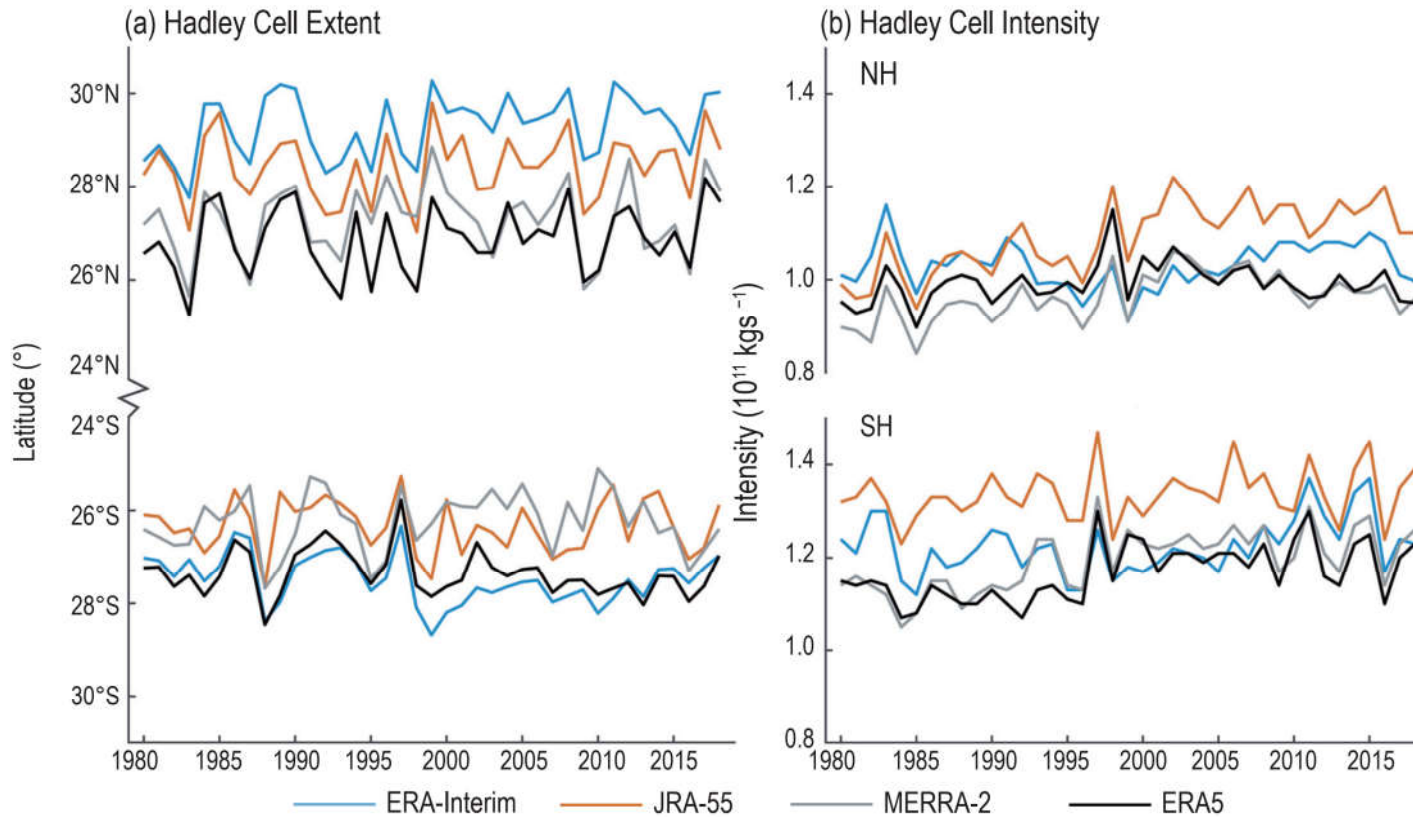 (a) Hadley Cell Extent
30°N
28°N
26°N
24°N
24°S
26°S
28°S
30°S
Latitude (°)
1980 1985 1990 1995 2000 2005 2010 2015
(b) Hadley Cell Intensity
NH
1.4
1.2
1.0
0.8
SH
1.4
1.2
1.0
0.8
Intensity (10¹¹ kgs ⁻¹)
1980 1985 1990 1995 2000 2005 2010 2015
ERA-Interim JRA-55 MERRA-2 ERA5